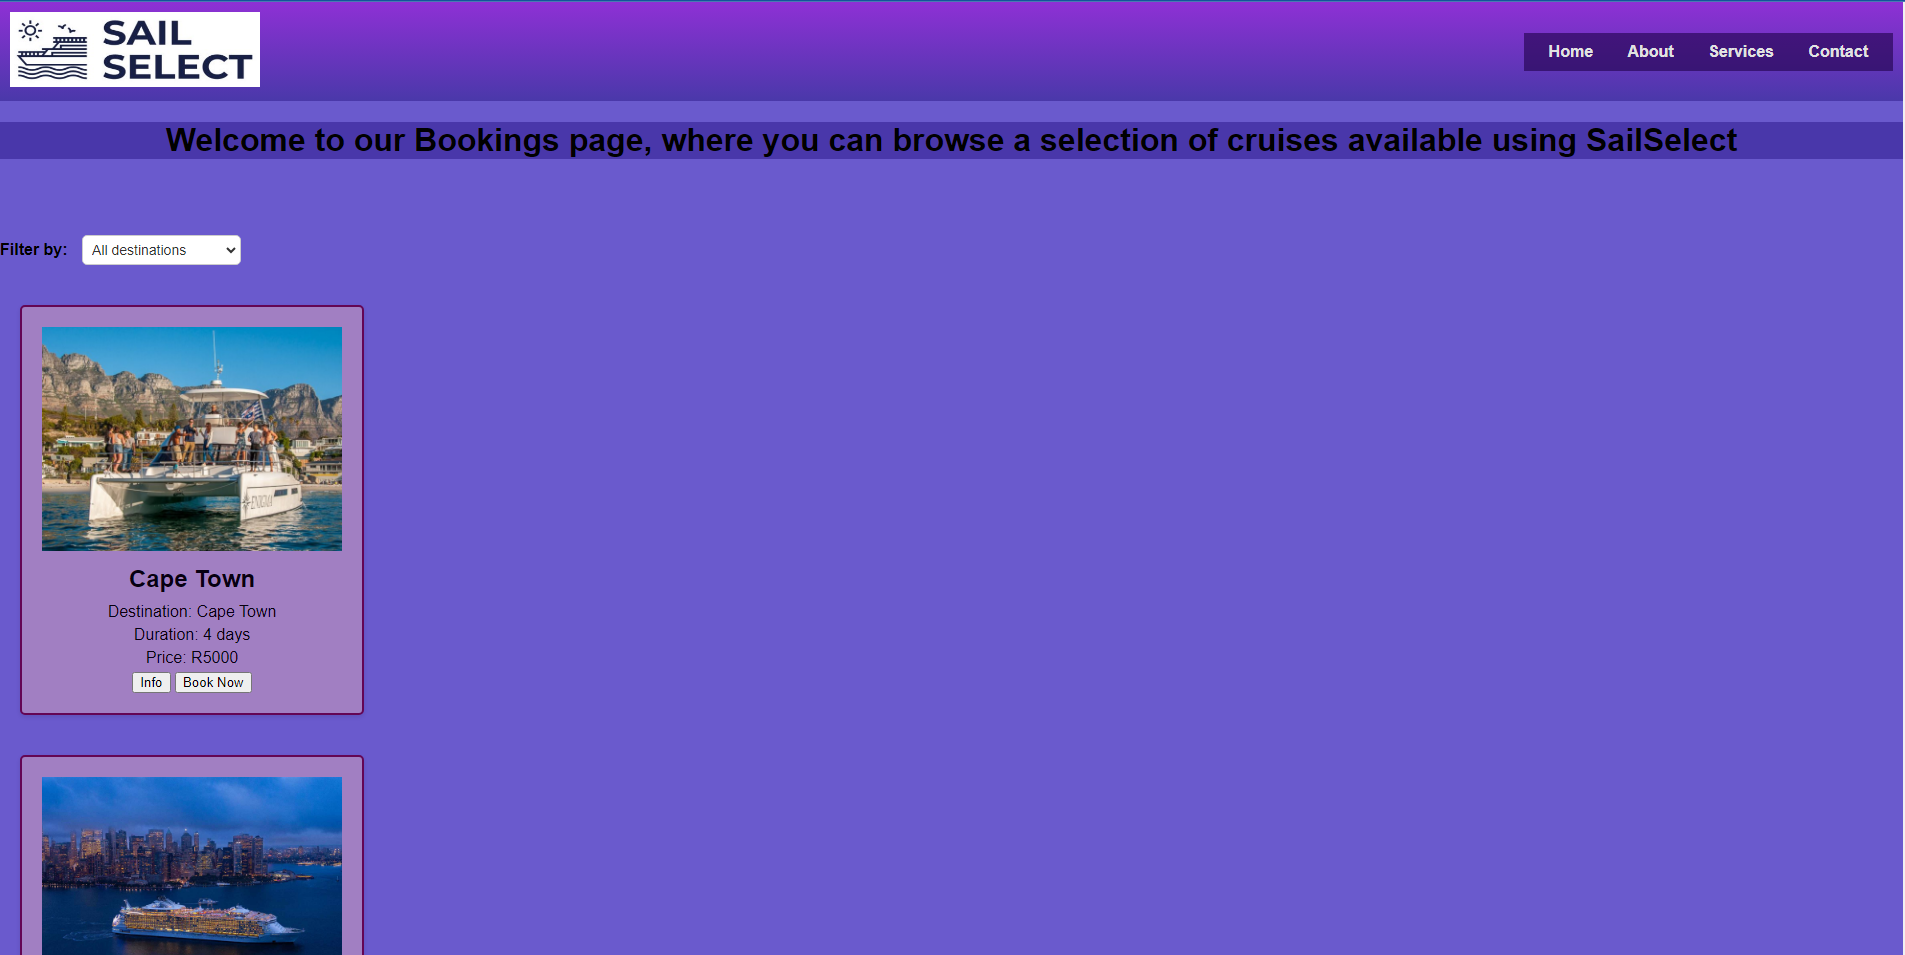 SAIL
SELECT
Home About Services Contact
Welcome to our Bookings page, where you can browse a selection of cruises available using SailSelect
Filter by: All destinations
ENIGMA
Cape Town
Destination: Cape Town
Duration: 4 days
Price: R5000
Info Book Now